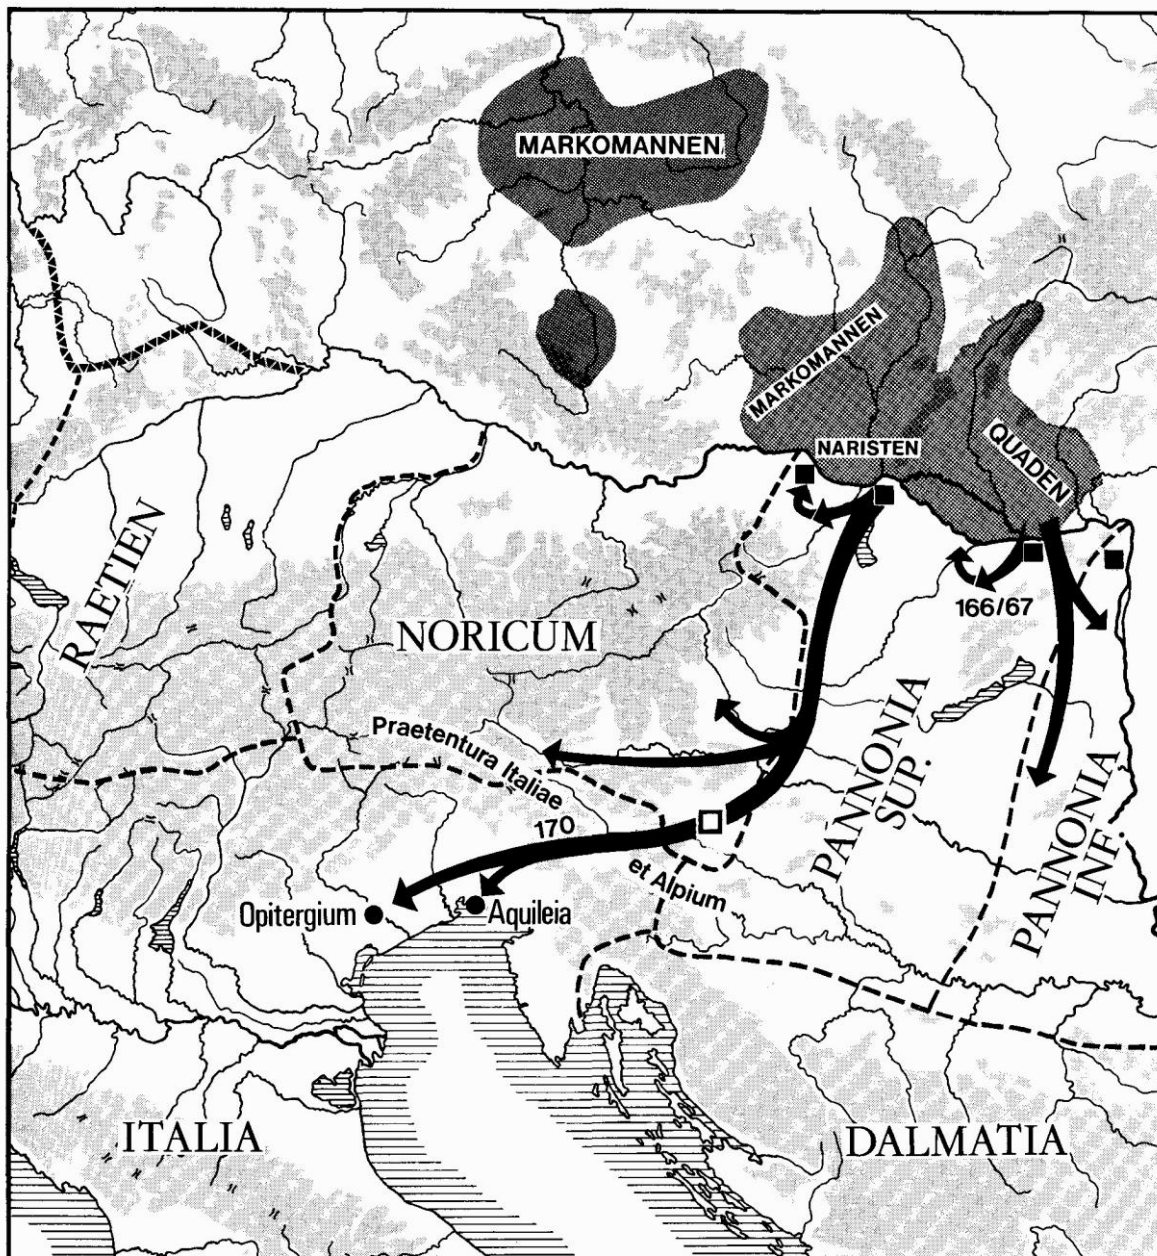 MARKOMANNEN
MARKOMANNEN
NARISTEN
QUADEN
RAETIEN
NORICUM
166/67
Praetentura Italiae
170
et Alpium
PANNONIA
SUP.
PANNONIA
INF.
Opitergium
Aquileia
ITALIA
DALMATIA